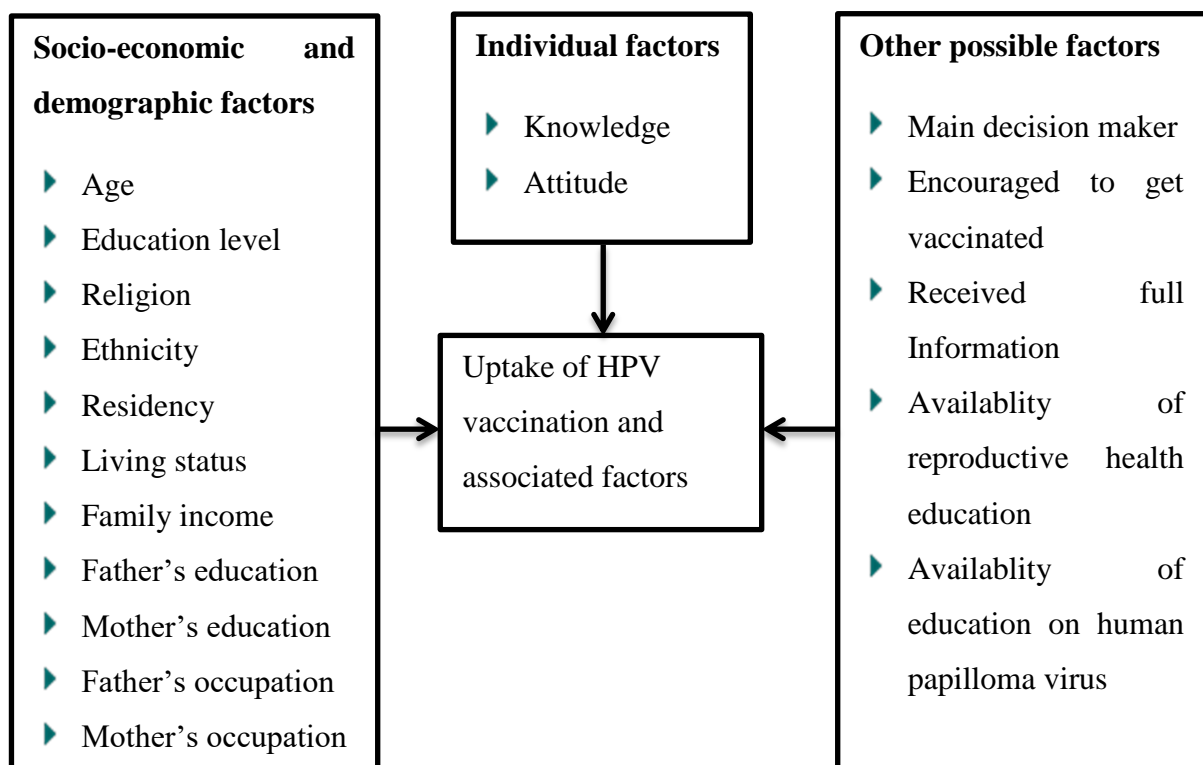 Socio-economic and
demographic factors
Age
Education level
Religion
Ethnicity
Residency
Living status
Family income
Father’s education
Mother’s education
Father’s occupation
Mother’s occupation
Individual factors
Knowledge
Attitude
Uptake of HPV
vaccination and
associated factors
Other possible factors
Main decision maker
Encouraged to get
vaccinated
Received full
Information
Availablity of
reproductive health
education
Availablity of
education on human
papilloma virus